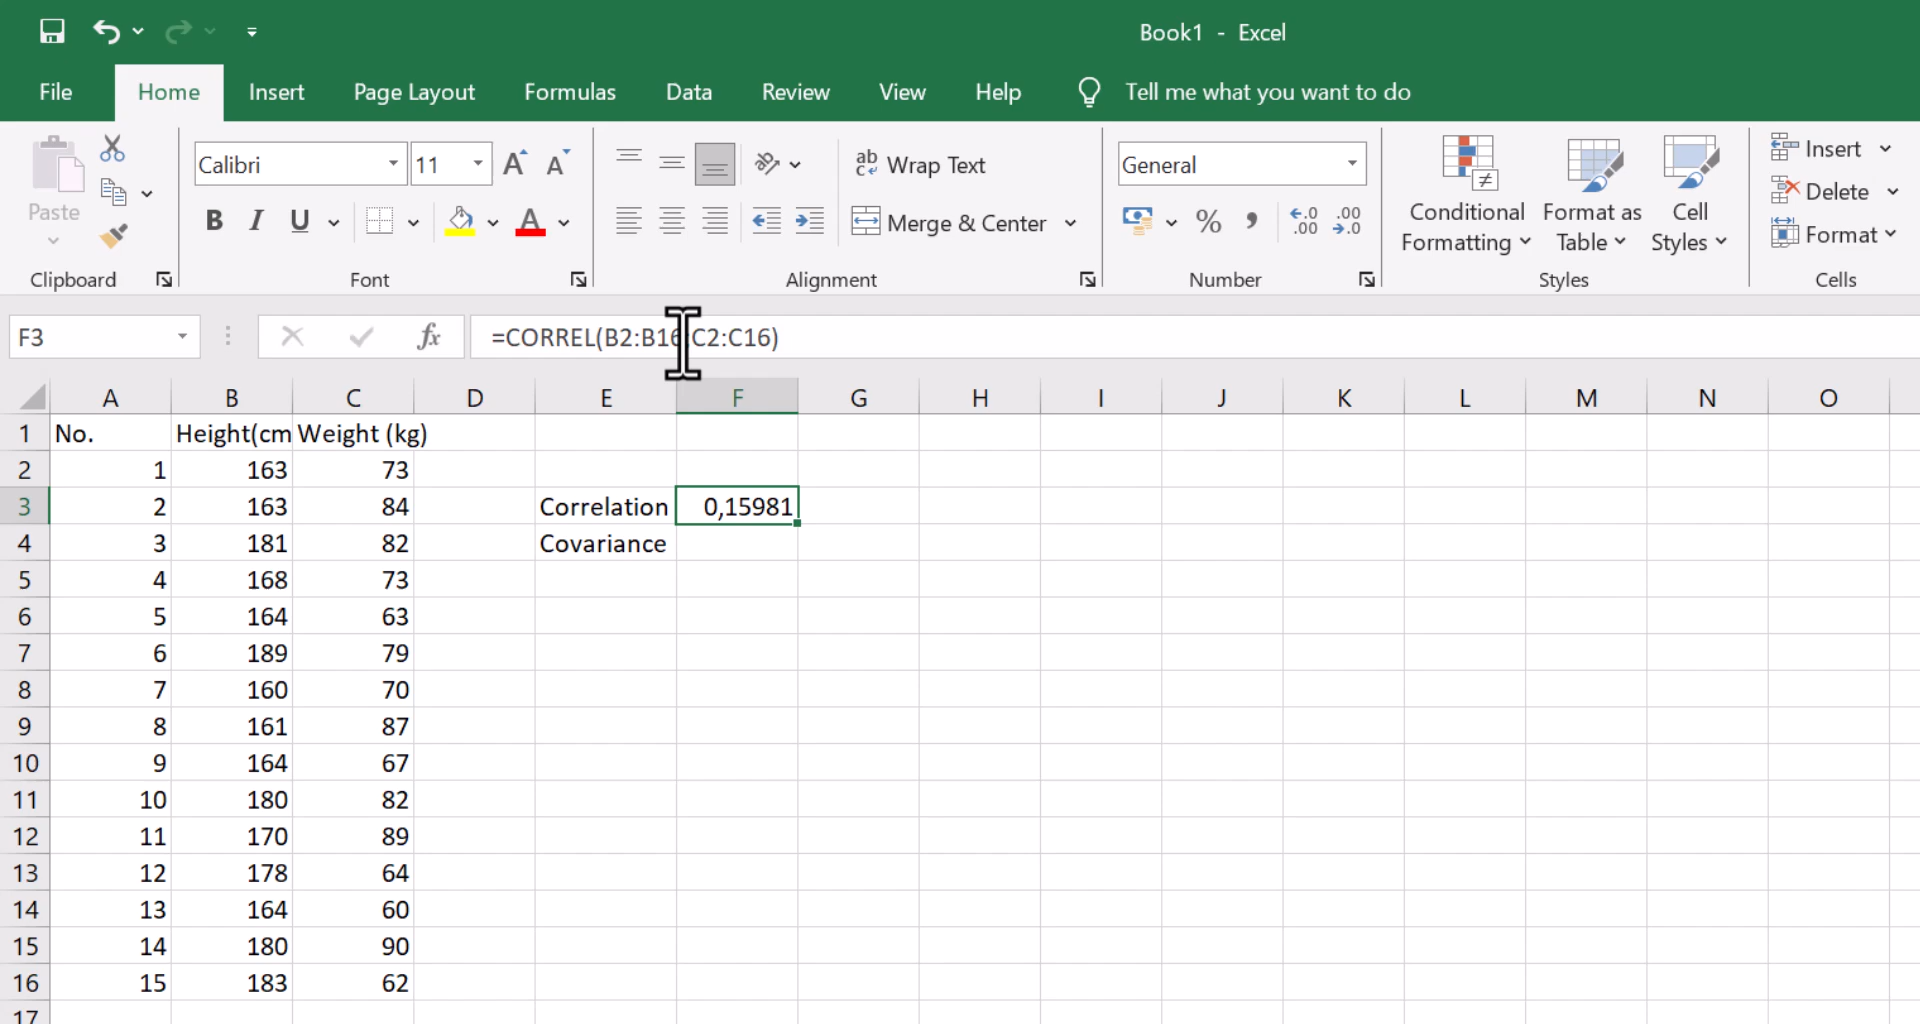 Book1 - Excel
File Home Insert Page Layout Formulas Data Review View Help Tell me what you want to do
Paste
Clipboard
Calibri 11
B I U A
Font
ab Wrap Text
Merge & Center
Alignment
General
% , .0 .00 .00 .0
Number
Conditional Formatting
Format as Table
Cell Styles
Styles
Insert
Delete
Format
Cells
F3 fx =CORREL(B2:B16;C2:C16)
A B C D E F G H I J K L M N O
1 No. Height(cm Weight (kg)
2 1 163 73
3 2 163 84 Correlation 0,15981
4 3 181 82 Covariance
5 4 168 73
6 5 164 63
7 6 189 79
8 7 160 70
9 8 161 87
10 9 164 67
11 10 180 82
12 11 170 89
13 12 178 64
14 13 164 60
15 14 180 90
16 15 183 62
17